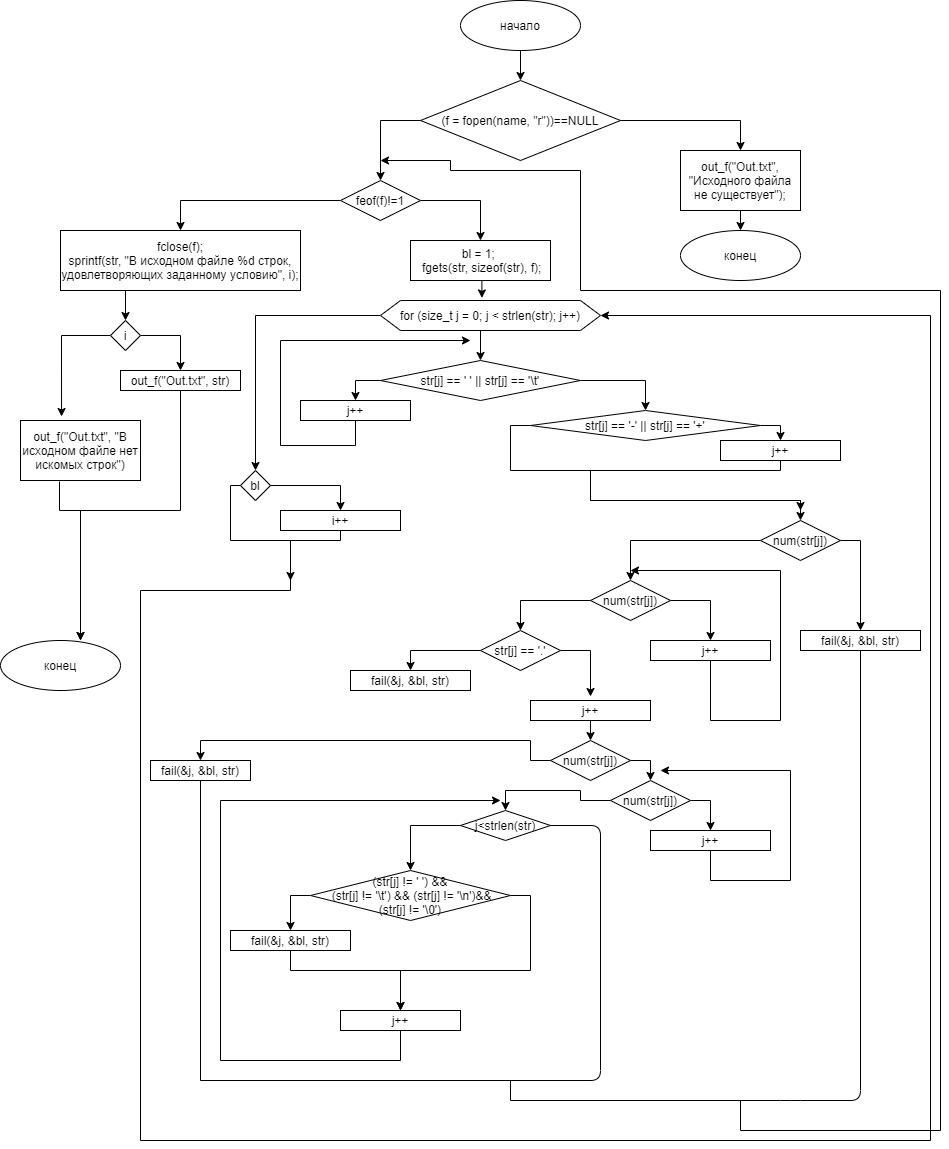 начало
(f = fopen(name, "r"))==NULL
out_f("Out.txt",
"Исходного файла
не существует");
feof(f)!=1
fclose(f);
sprintf(str, "В исходном файле %d строк,
удовлетворяющих заданному условию", i);
bl = 1;
fgets(str, sizeof(str), f);
конец
for (size_t j = 0; j < strlen(str); j++)
i
out_f("Out.txt", str)
str[j] == ' ' || str[j] == '\t'
j++
str[j] == '-' || str[j] == '+'
j++
out_f("Out.txt", "В
исходном файле нет
искомых строк")
bl
i++
num(str[j])
num(str[j])
fail(&j, &bl, str)
str[j] == '.'
j++
конец
fail(&j, &bl, str)
j++
num(str[j])
fail(&j, &bl, str)
num(str[j])
j<strlen(str)
j++
(str[j] != ' ') &&
(str[j] != '\t') && (str[j] != '\n')&&
(str[j] != '\0')
fail(&j, &bl, str)
j++